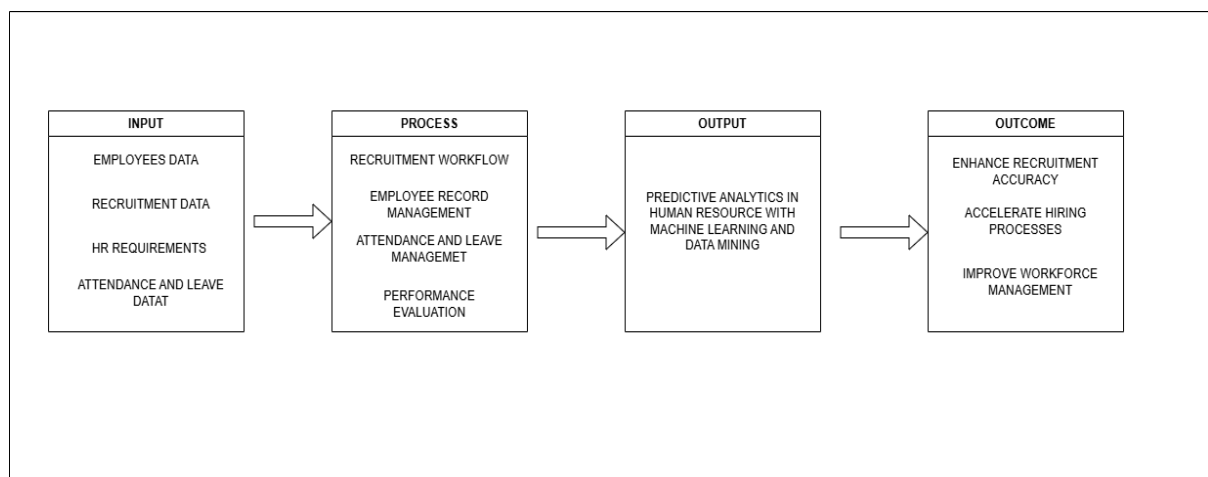 INPUT
EMPLOYEES DATA
RECRUITMENT DATA
HR REQUIREMENTS
ATTENDANCE AND LEAVE
DATAT
PROCESS
RECRUITMENT WORKFLOW
EMPLOYEE RECORD
MANAGEMENT
ATTENDANCE AND LEAVE
MANAGEMET
PERFORMANCE
EVALUATION
OUTPUT
PREDICTIVE ANALYTICS IN
HUMAN RESOURCE WITH
MACHINE LEARNING AND
DATA MINING
OUTCOME
ENHANCE RECRUITMENT
ACCURACY
ACCELERATE HIRING
PROCESSES
IMPROVE WORKFORCE
MANAGEMENT